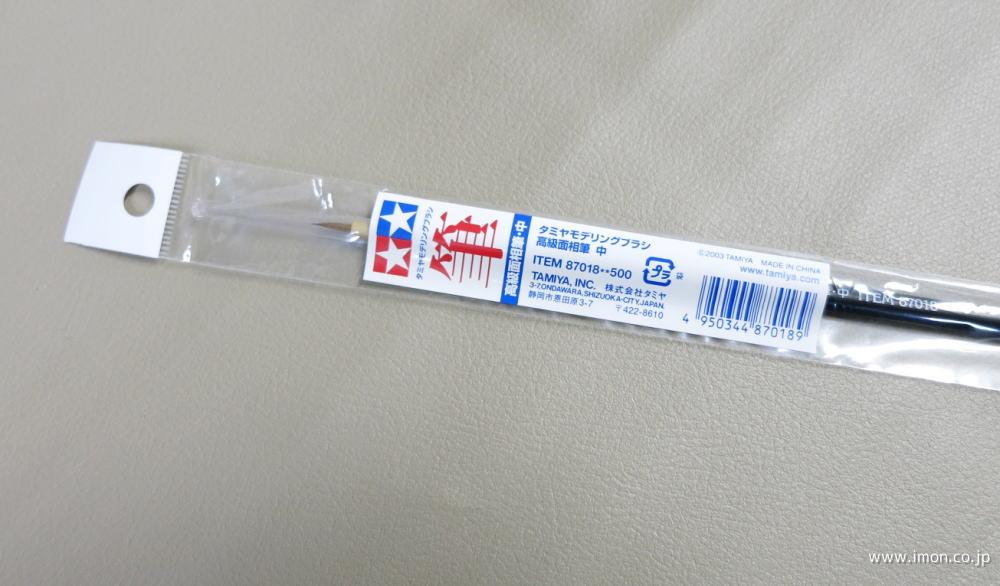 タミヤモデリングブラシ
筆
高級面相筆・中
タミヤモデリングブラシ
高級面相筆 中
ITEM 87018**500
TAMIYA, INC. 株式会社タミヤ
3-7,ONDAWARA,SHIZUOKA-CITY,JAPAN.
静岡市恩田原3-7 〒422-8610
プラ
袋
©2003 TAMIYA MADE IN CHINA
www.tamiya.com
4 950344 870189
中 ITEM 87018
www.imon.co.jp